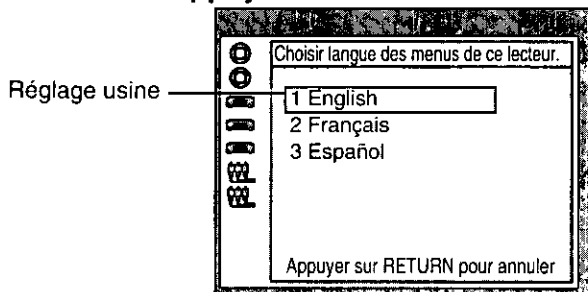 Choisir langue des menus de ce lecteur.
Réglage usine
1 English
2 Français
3 Español
Appuyer sur RETURN pour annuler